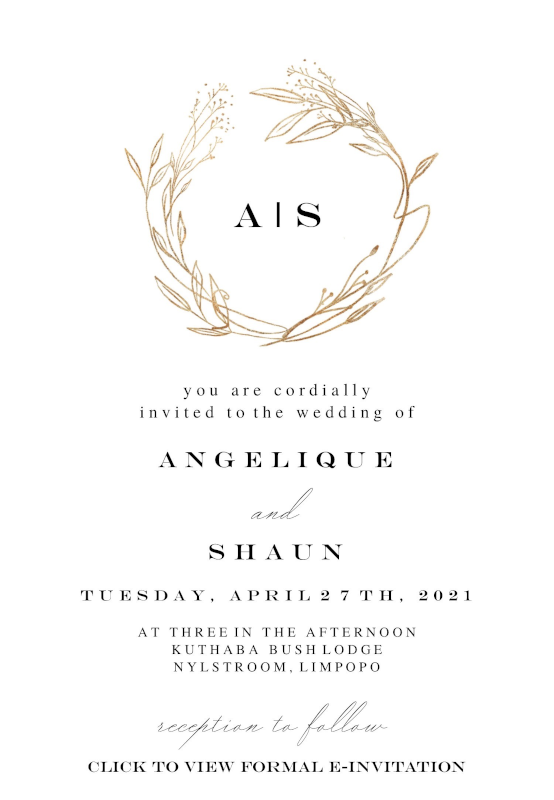 A | S
you are cordially
invited to the wedding of
ANGELIQUE
and
SHAUN
TUESDAY, APRIL 27TH, 2021
AT THREE IN THE AFTERNOON
KUTHABA BUSH LODGE
NYLSTROOM, LIMPOPO
reception to follow
CLICK TO VIEW FORMAL E-INVITATION